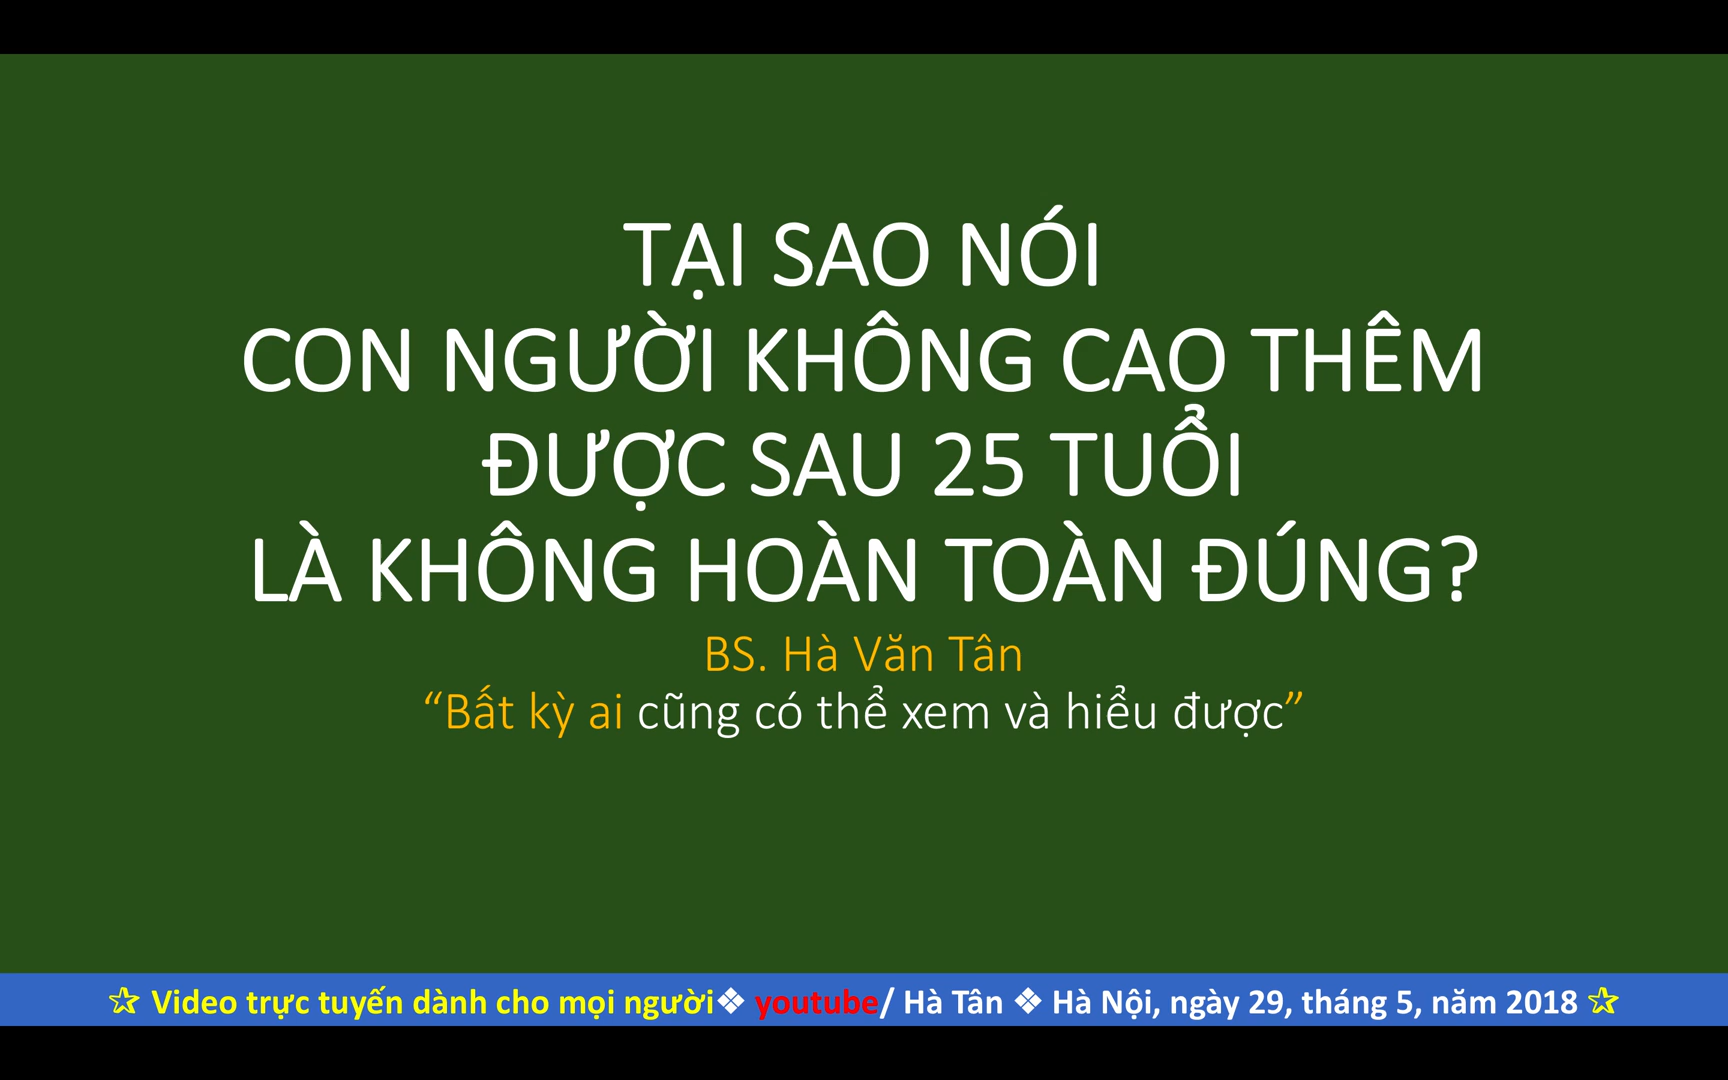 TẠI SAO NÓI
CON NGƯỜI KHÔNG CAO THÊM
ĐƯỢC SAU 25 TUỔI
LÀ KHÔNG HOÀN TOÀN ĐÚNG?
BS. Hà Văn Tân
“Bất kỳ ai cũng có thể xem và hiểu được”
✰ Video trực tuyến dành cho mọi người❖ youtube/ Hà Tân ❖ Hà Nội, ngày 29, tháng 5, năm 2018 ✰